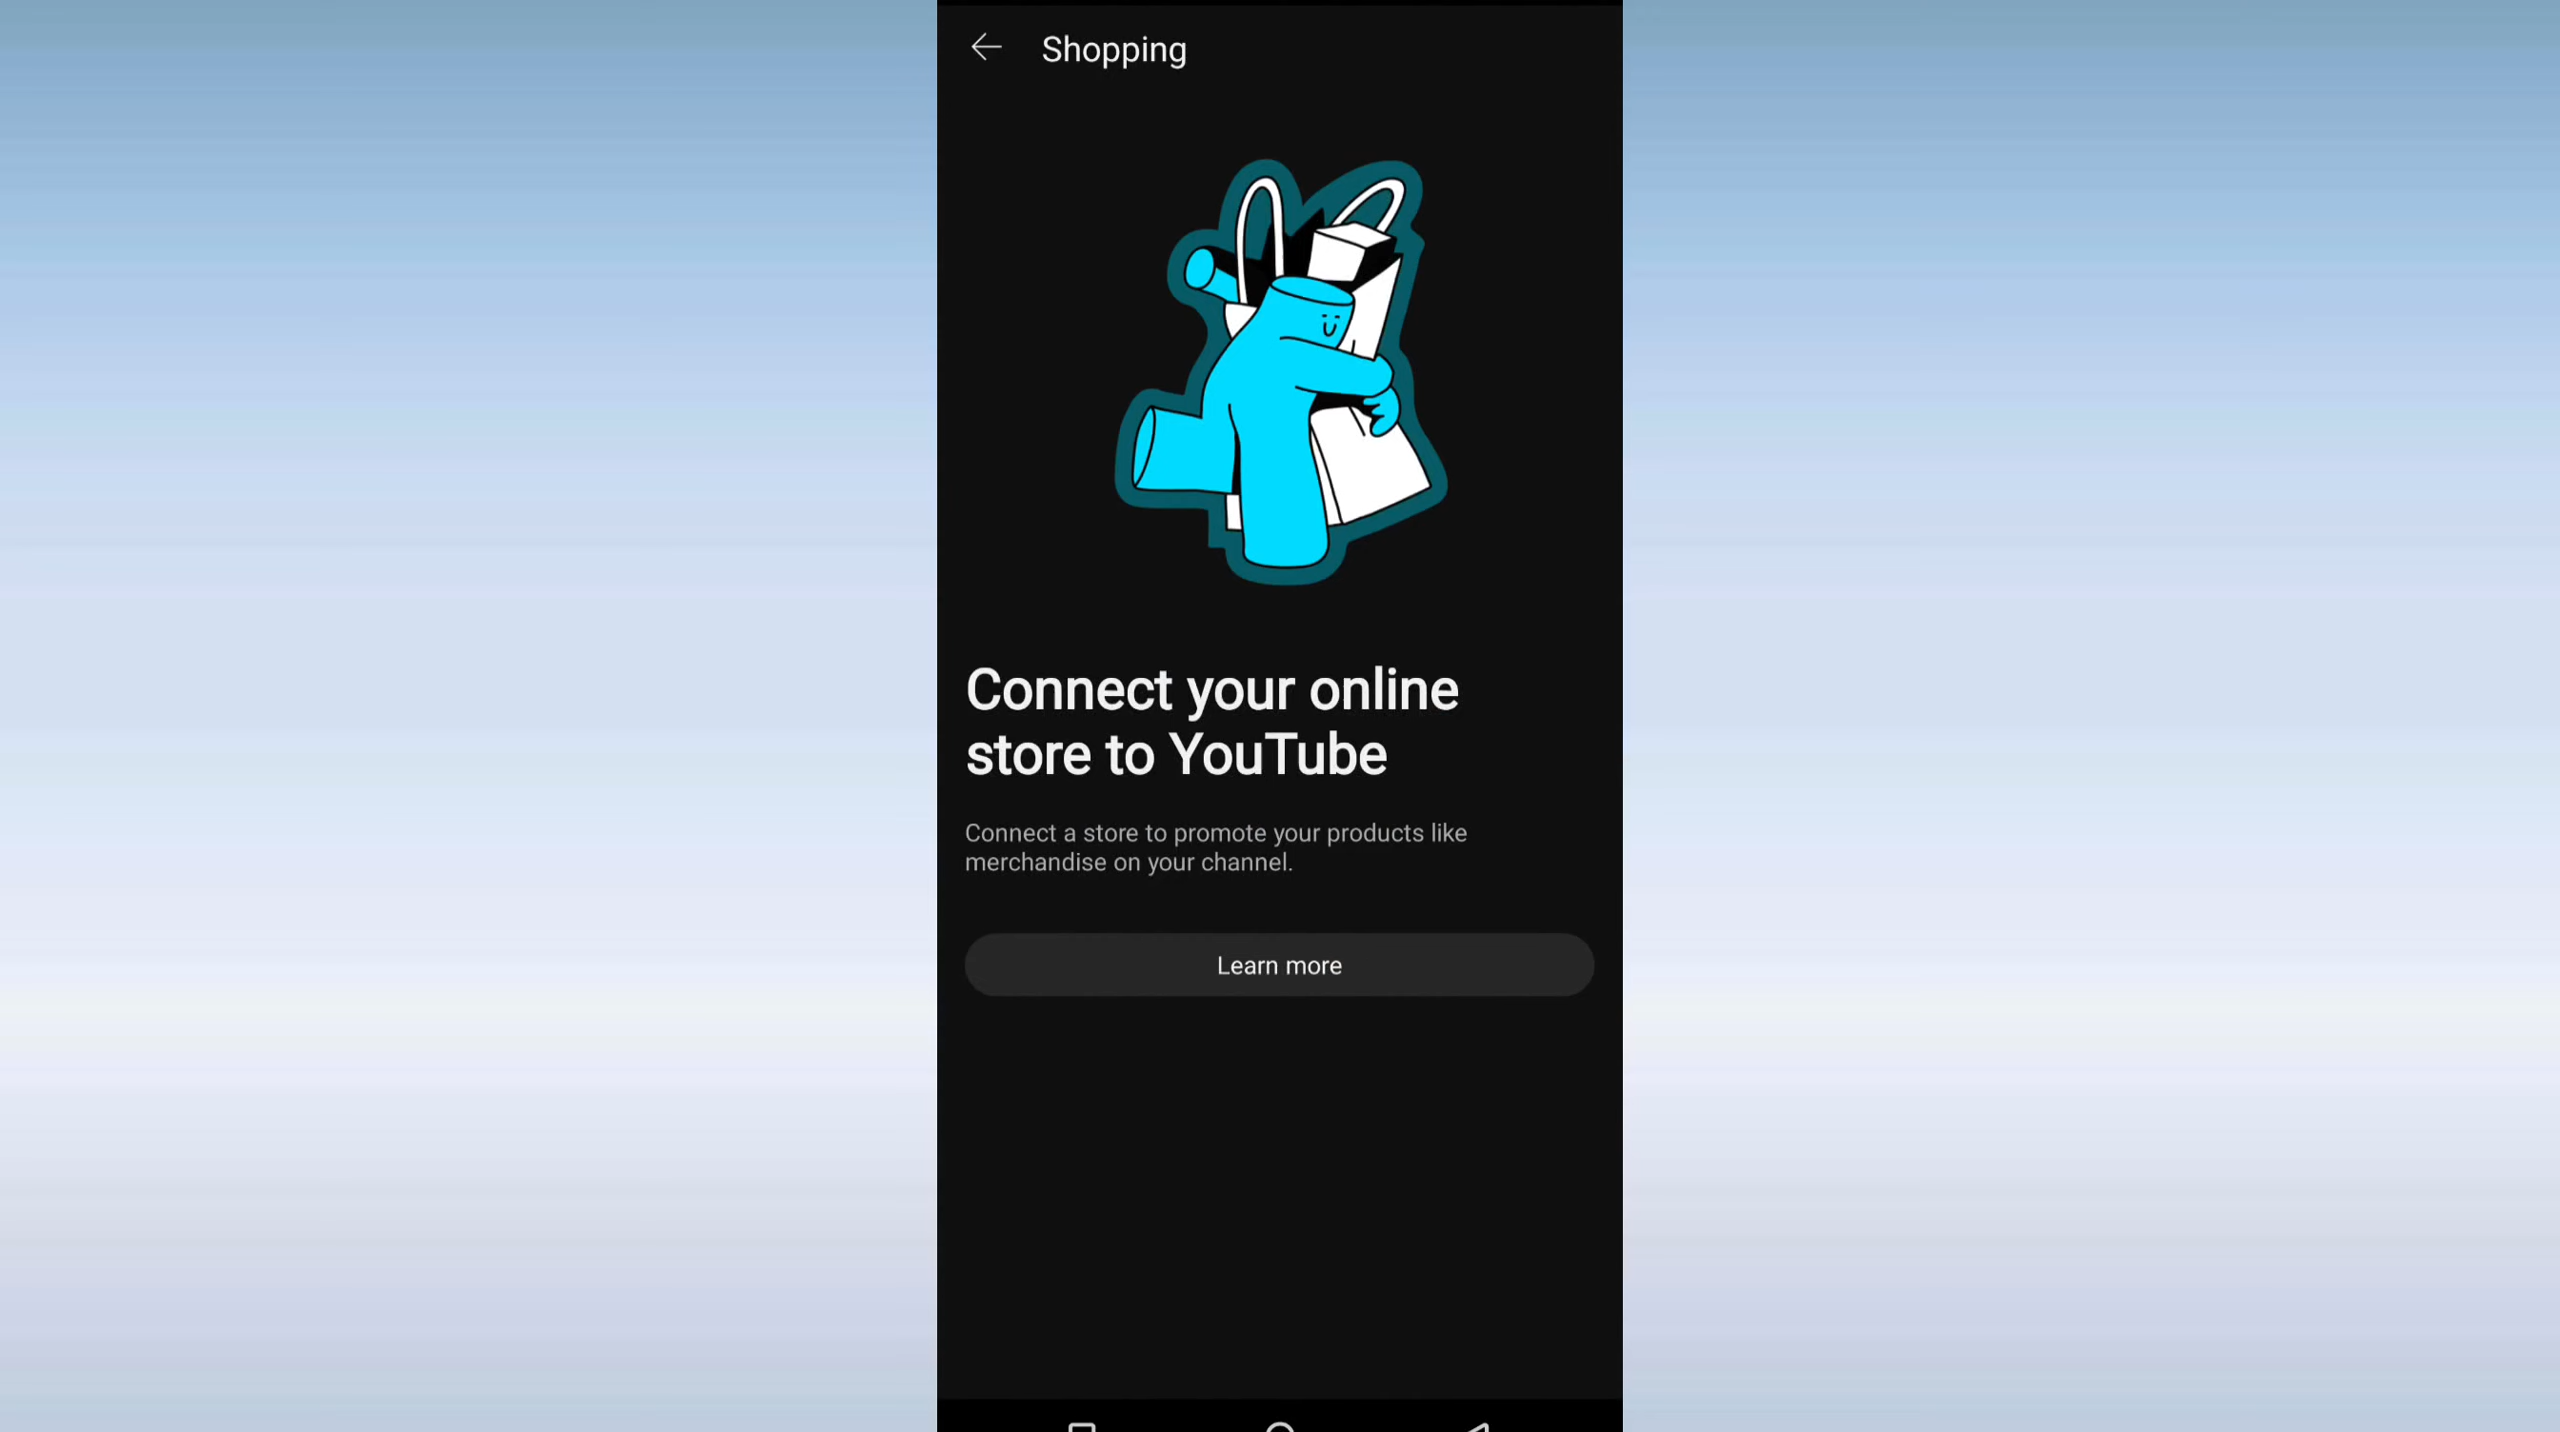 Shopping
Connect your online
store to YouTube
Connect a store to promote your products like
merchandise on your channel.
Learn more